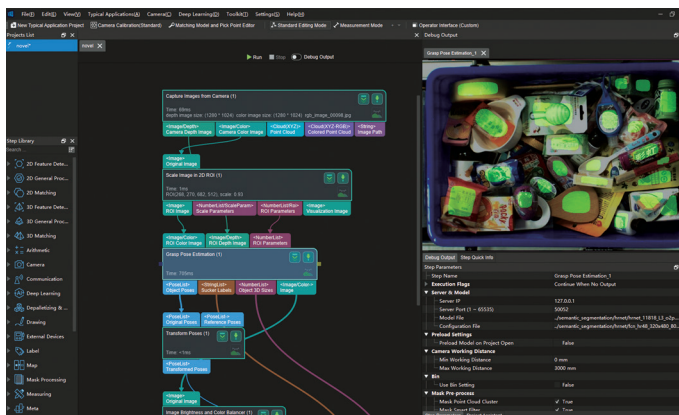 File(F) Edit(E) View(V) Typical Applications(A) Camera(C) Deep Learning(D) Toolkit(T) Settings(S) Help(H)
New Typical Application Project Camera Calibration(Standard) Matching Model and Pick Point Editor Standard Editing Mode Measurement Mode Operator Interface (Custom)
Projects List
novel*
novel
Debug Output
Run Stop Debug Output
Grasp Pose Estimation_1
Capture Images from Camera (1)
depth image size: (1280 * 1024) color image size: (1280 * 1024) rgb_image_00006.jpg
<Image/Depth> Camera Depth Image
<Image/Color> Camera Color Image
<Cloud(XYZ)> Point Cloud
<Cloud(XYZ-RGB)> Colored Point Cloud
<String> Image Path
<Image> Original Image
Scale Image in 2D ROI (1)
Time: 1ms
<Image> ROI Image
<NumberList/ScaleParam> Scale Parameters
<NumberList/Roi> ROI Parameters
<Image> Visualization Image
<Image/Color> ROI Color Image
<Image/Depth> ROI Depth Image
<NumberList> ROI Parameters
Grasp Pose Estimation (1)
<PoseList> Object Poses
<StringList> Sucker Labels
<NumberList> Object 3D Sizes
<Image/Color> Image
<PoseList> Original Poses
<PoseList> Reference Poses
Transform Poses (1)
Time: <1ms
<PoseList> Transformed Poses
<Image> Original Image
Image Brightness and Color Balancer (1)
Step Library
Search
2D Feature Dete...
2D General Proc...
2D Matching
3D Feature Dete...
3D General Proc...
3D Matching
Arithmetic
Camera
Communication
Deep Learning
Depalletizing & ...
Drawing
External Devices
Label
Map
Mask Processing
Measuring
Meta
Debug Output Step Quick Info
Step Parameters
Step Name Grasp Pose Estimation_1
Execution Flags Continue When No Output
Server & Model
Server IP 127.0.0.1
Server Port (1 ~ 65535) 50052
Model File
Configuration File
Preload Settings
Preload Model on Project Open False
Camera Working Distance
Min Working Distance 0 mm
Max Working Distance 3000 mm
Bin
Use Bin Setting False
Mask Pre-process
Mask Point Cloud Cluster True
Mask Smart Filter True